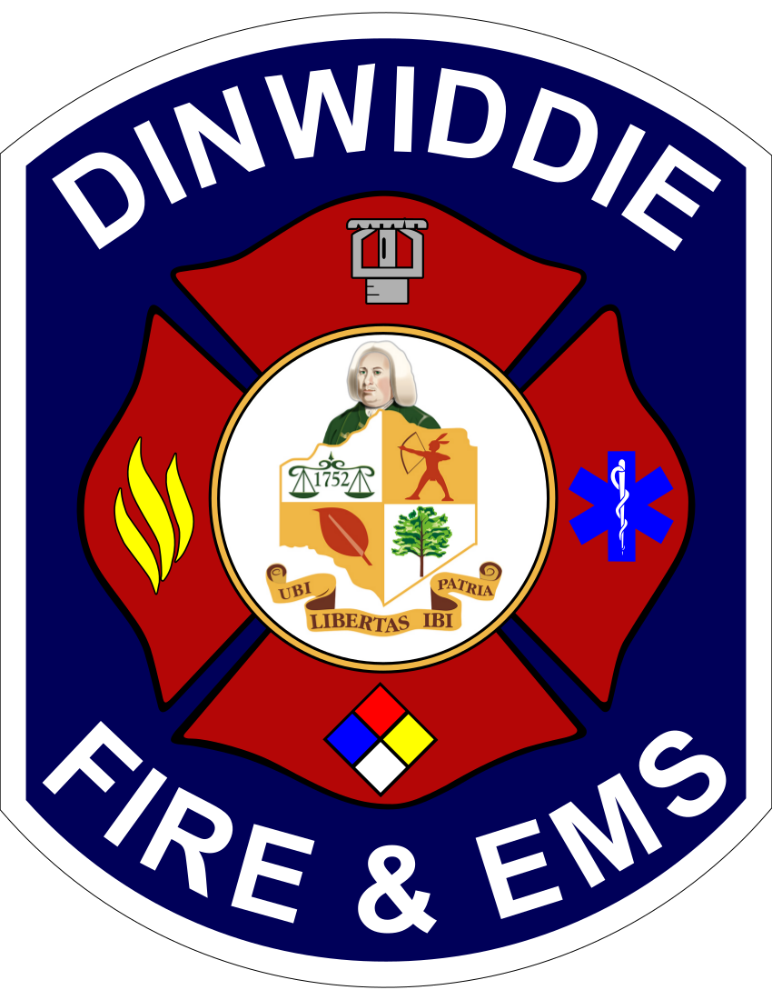 DINWIDDIE
1752
UBI
LIBERTAS IBI
PATRIA
FIRE & EMS